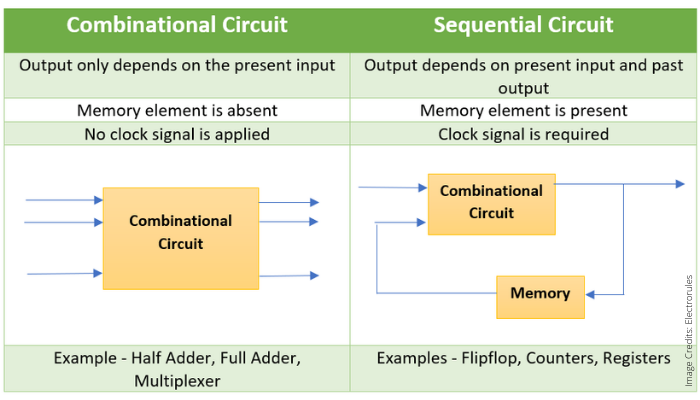 Combinational Circuit
Sequential Circuit
Output only depends on the present input
Output depends on present input and past
output
Memory element is absent
Memory element is present
No clock signal is applied
Clock signal is required
Combinational
Circuit
Combinational
Circuit
Memory
Example - Half Adder, Full Adder,
Multiplexer
Examples - Flipflop, Counters, Registers
Image Credits: Electrorules